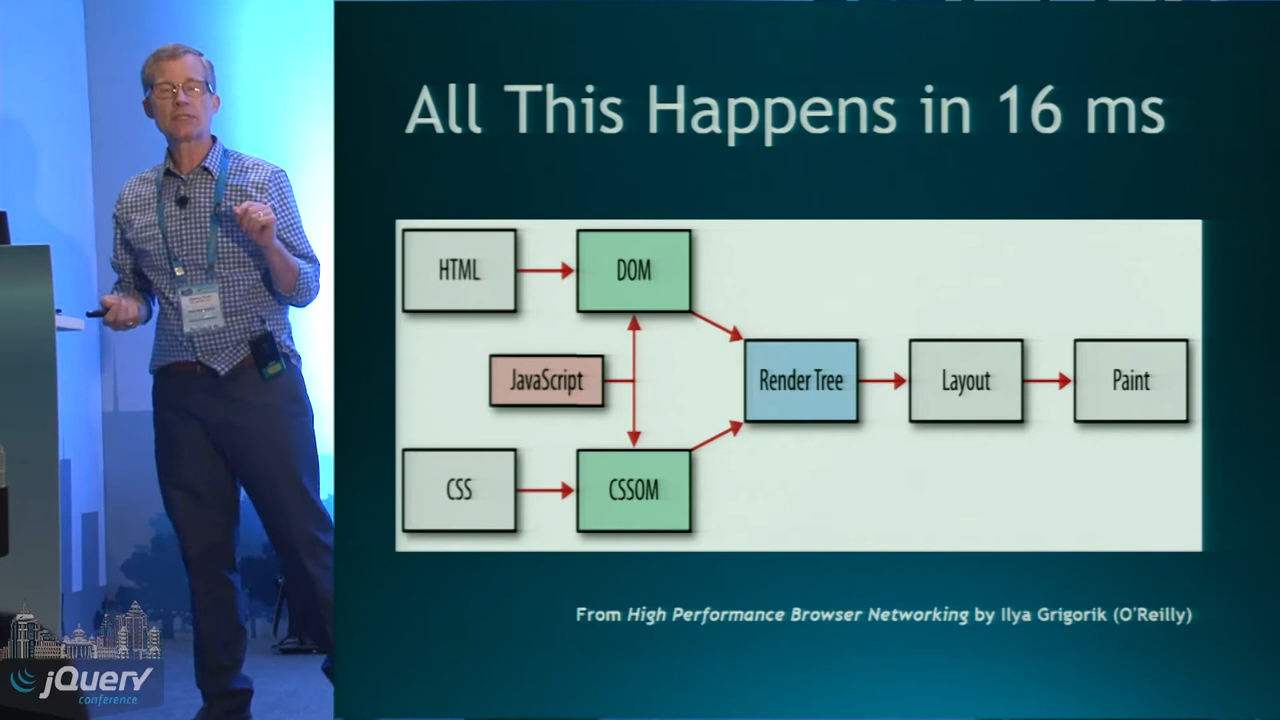 All This Happens in 16 ms
HTML
DOM
JavaScript
Render Tree
Layout
Paint
CSS
CSSOM
From High Performance Browser Networking by Ilya Grigorik (O'Reilly)
jQuery
conference